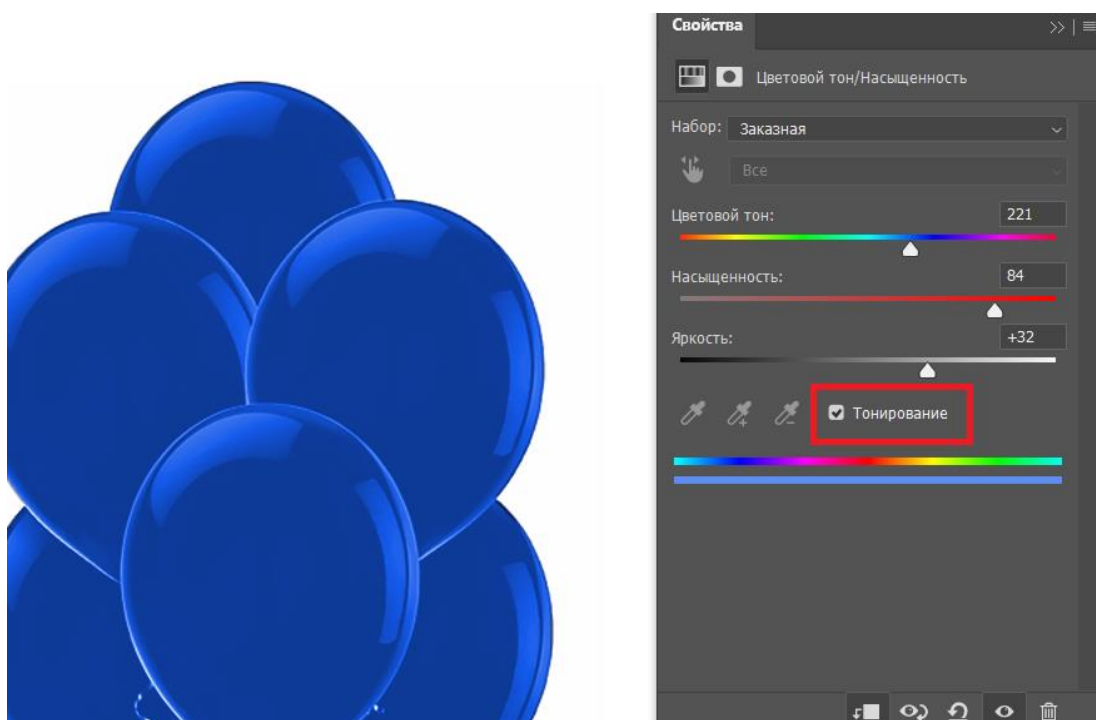 Свойства
Цветовой тон/Насыщенность
Набор: Заказная
Все
Цветовой тон: 221
Насыщенность: 84
Яркость: +32
Тонирование